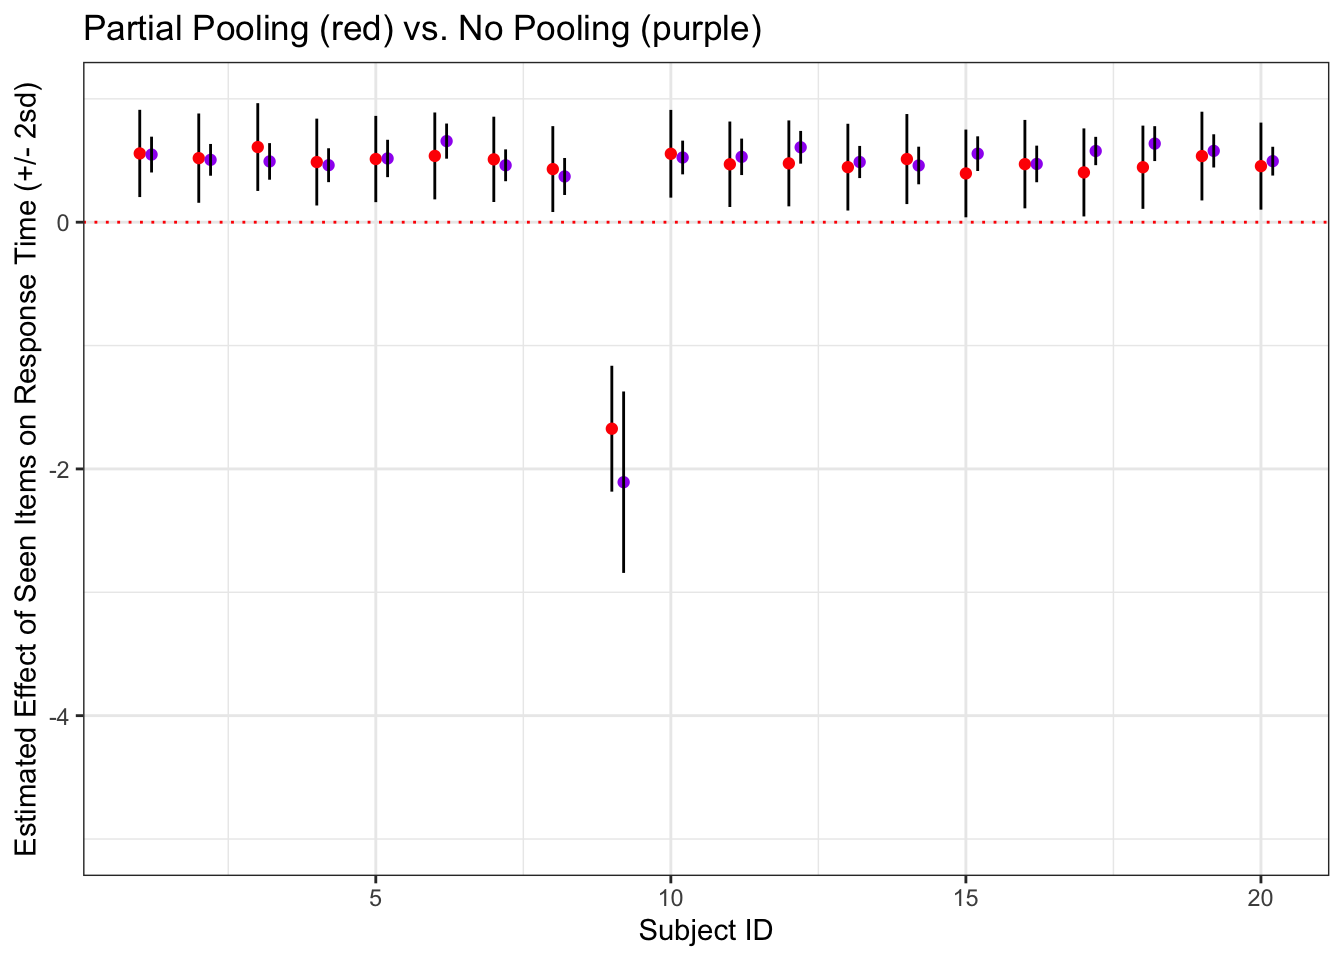 Partial Pooling (red) vs. No Pooling (purple)
Estimated Effect of Seen Items on Response Time (+/- 2sd)
0
-2
-4
5
10
15
20
Subject ID